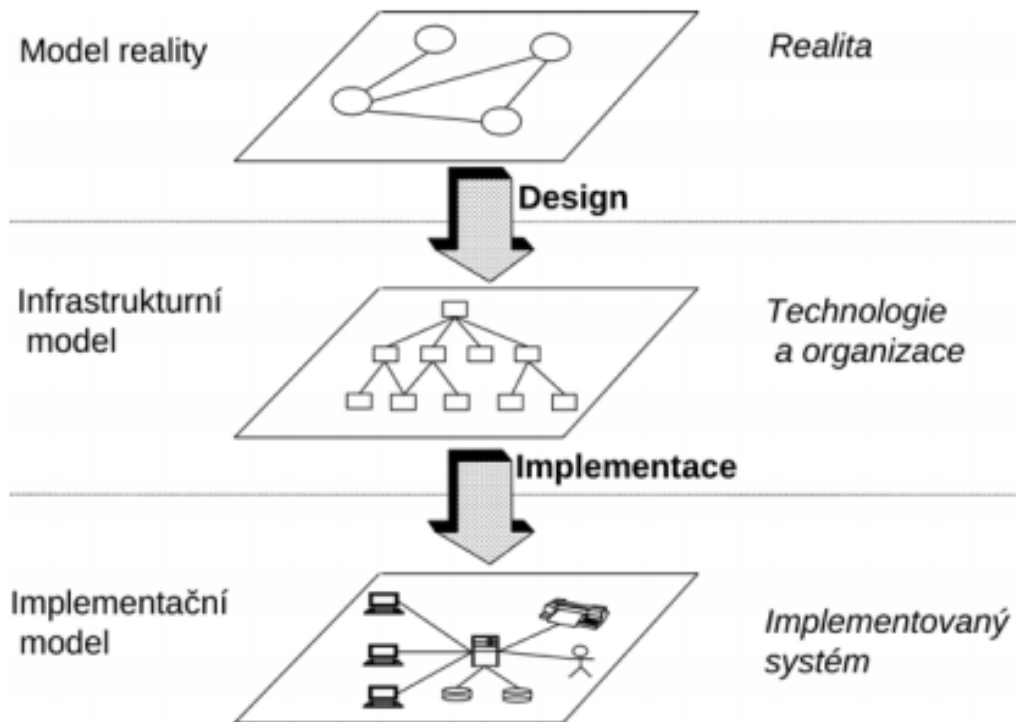 Model reality
Realita
Design
Infrastrukturní
model
Technologie
a organizace
Implementace
Implementační
model
Implementovaný
systém